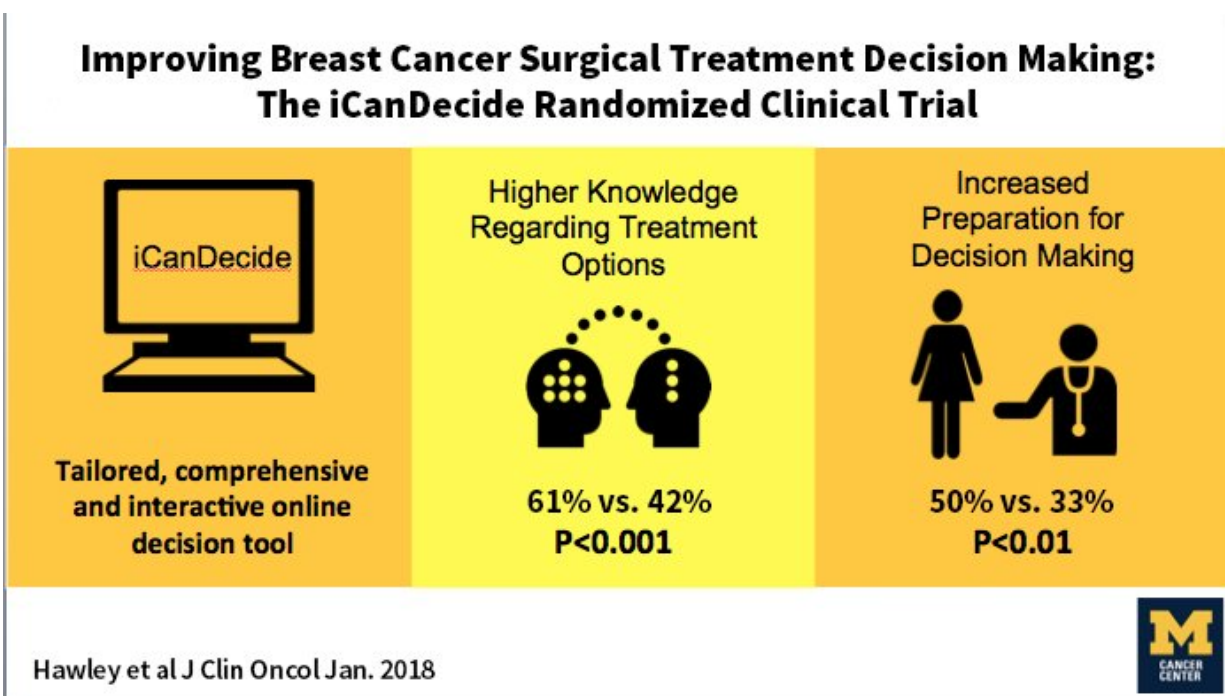 Improving Breast Cancer Surgical Treatment Decision Making:
The iCanDecide Randomized Clinical Trial
iCanDecide
Tailored, comprehensive
and interactive online
decision tool
Higher Knowledge
Regarding Treatment
Options
61% vs. 42%
P<0.001
Increased
Preparation for
Decision Making
50% vs. 33%
P<0.01
Hawley et al J Clin Oncol Jan. 2018
M
CANCER
CENTER